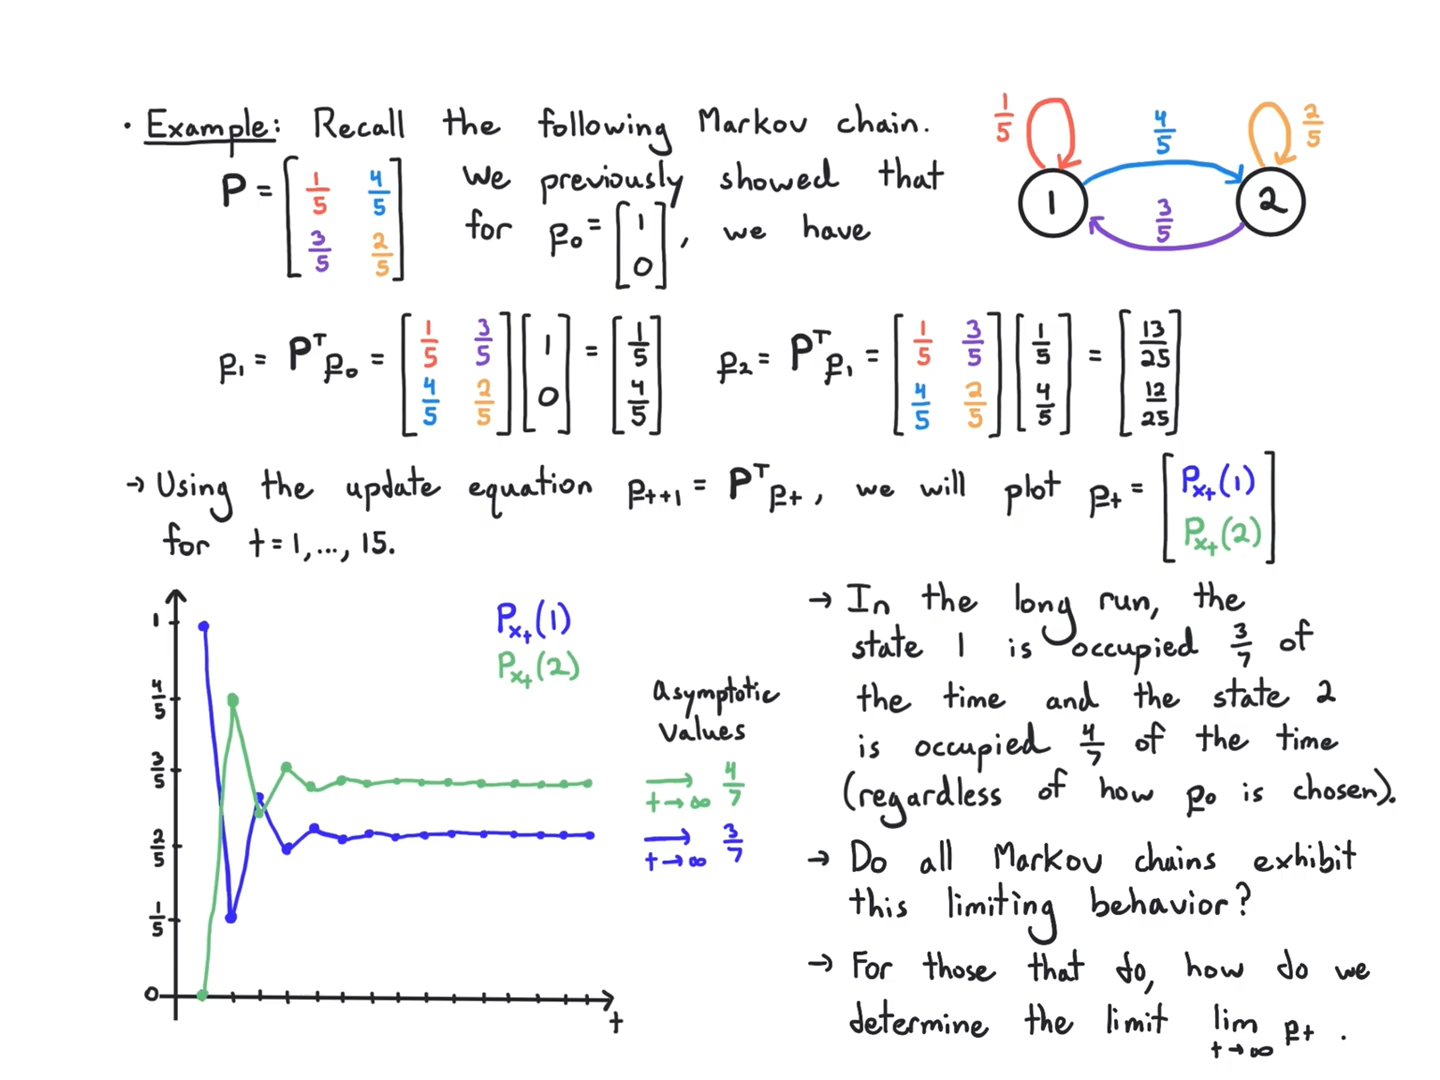 • Example: Recall the following Markov chain.
P = [ 1/5 4/5 ; 3/5 2/5 ] We previously showed that
for p₀ = [ 1 ; 0 ], we have
1/5 4/5 2/5
1 2
3/5
p₁ = Pᵀp₀ = [ 1/5 3/5 ; 4/5 2/5 ] [ 1 ; 0 ] = [ 1/5 ; 4/5 ] p₂ = Pᵀp₁ = [ 1/5 3/5 ; 4/5 2/5 ] [ 1/5 ; 4/5 ] = [ 13/25 ; 12/25 ]
→ Using the update equation pₜ₊₁ = Pᵀpₜ, we will plot pₜ = [ Pₓₜ(1) ; Pₓₜ(2) ]
for t = 1, ..., 15.
1
4/5
3/5
2/5
1/5
0
t
Pₓₜ(1)
Pₓₜ(2)
asymptotic
values
⟶ t→∞ 4/7
⟶ t→∞ 3/7
→ In the long run, the
state 1 is occupied 3/7 of
the time and the state 2
is occupied 4/7 of the time
(regardless of how p₀ is chosen).
→ Do all Markov chains exhibit
this limiting behavior?
→ For those that do, how do we
determine the limit lim t→∞ pₜ .